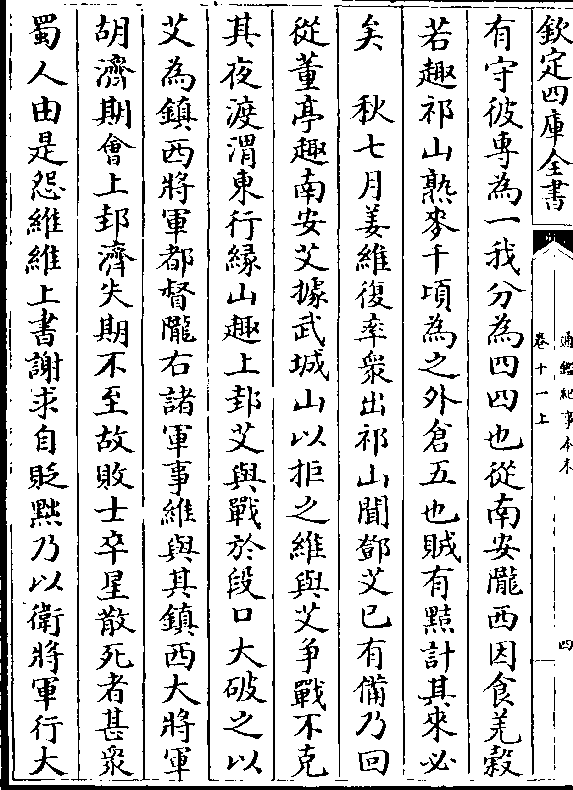 欽定四庫全書
通鑑紀事本末
卷十一上
四
有守彼專為一我分為四四也從南安隴西因食羌穀
若趣祁山熟麥千頃為之外倉五也賊有黠計其來必
矣　秋七月姜維復率衆出祁山聞鄧艾已有備乃回
從董亭趣南安艾據武城山以拒之維與艾争戰不克
其夜渡渭東行緣山趣上邽艾與戰於段口大破之以
艾為鎮西將軍都督隴右諸軍事維與其鎮西大將軍
胡濟期會上邽濟失期不至故敗士卒星散死者甚衆
蜀人由是怨維維上書謝求自貶黜乃以衛將軍行大